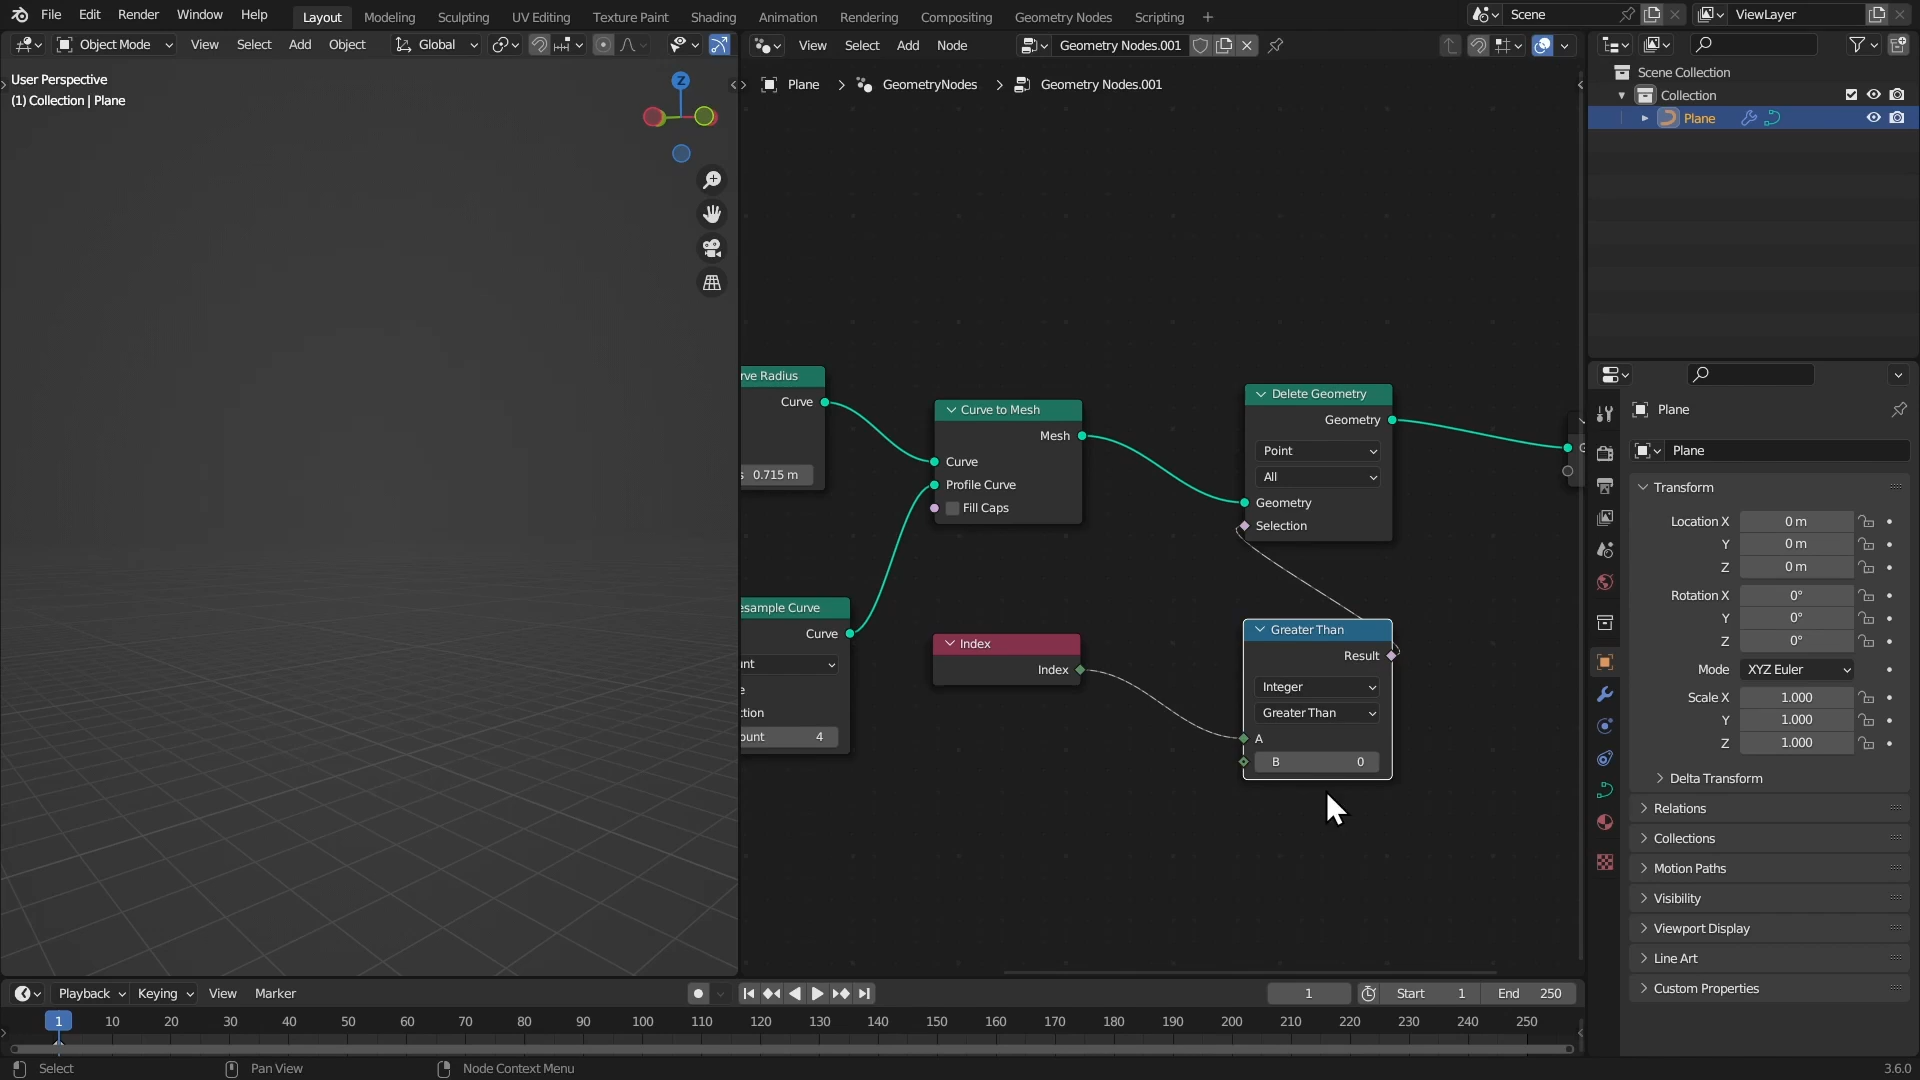 File Edit Render Window Help
Layout Modeling Sculpting UV Editing Texture Paint Shading Animation Rendering Compositing Geometry Nodes Scripting +
Scene
ViewLayer
Object Mode View Select Add Object Global
View Select Add Node Geometry Nodes.001
User Perspective
(1) Collection | Plane
Z
Plane > GeometryNodes > Geometry Nodes.001
Scene Collection
Collection
Plane
rve Radius
Curve
s 0.715 m
Curve to Mesh
Mesh
Curve
Profile Curve
Fill Caps
Delete Geometry
Geometry
Point
All
Geometry
Selection
esample Curve
Curve
nt
e
ction
ount 4
Index
Index
Greater Than
Result
Integer
Greater Than
A
B 0
G
Plane
Plane
Transform
Location X 0 m
Y 0 m
Z 0 m
Rotation X 0°
Y 0°
Z 0°
Mode XYZ Euler
Scale X 1.000
Y 1.000
Z 1.000
Delta Transform
Relations
Collections
Motion Paths
Visibility
Viewport Display
Line Art
Custom Properties
Playback Keying View Marker
1 Start 1 End 250
1 10 20 30 40 50 60 70 80 90 100 110 120 130 140 150 160 170 180 190 200 210 220 230 240 250
Select Pan View Node Context Menu
3.6.0